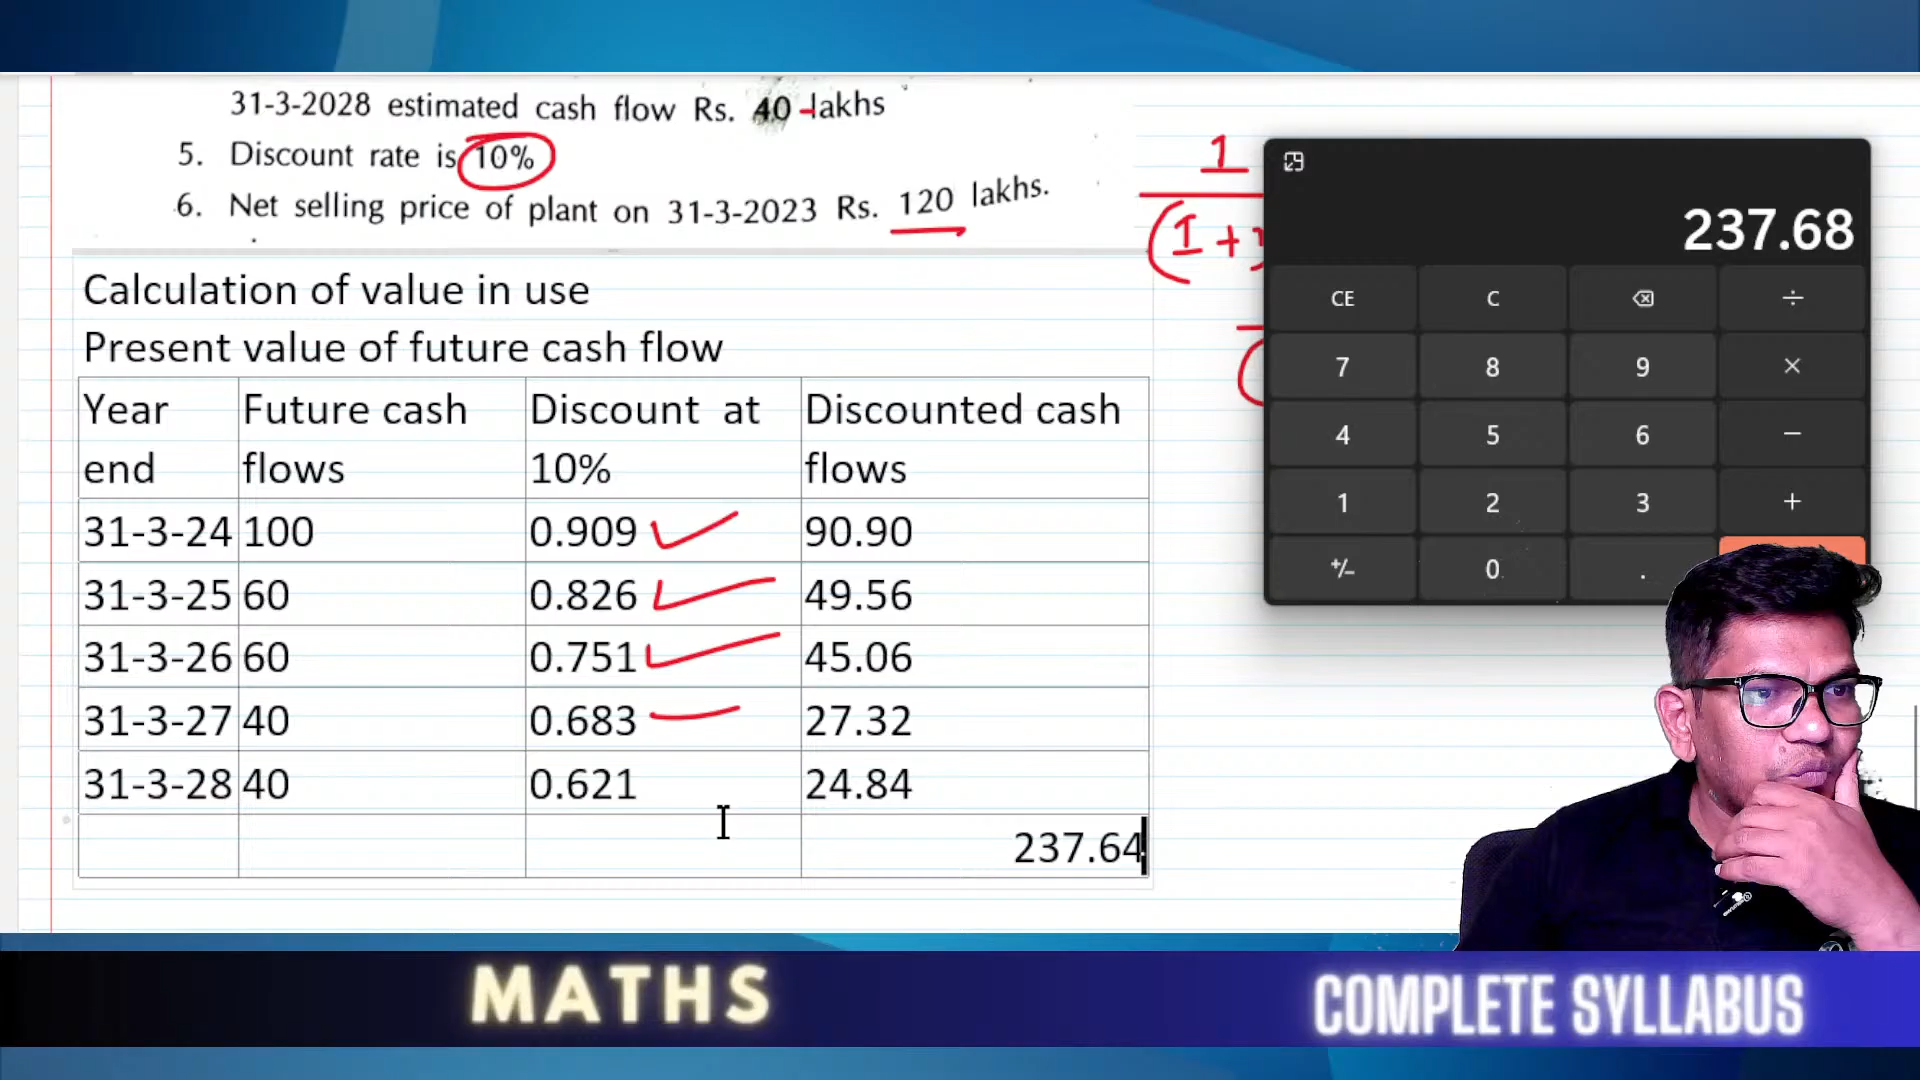 31-3-2028 estimated cash flow Rs. 40 lakhs
5. Discount rate is 10%
6. Net selling price of plant on 31-3-2023 Rs. 120 lakhs.
1
(1+
237.68
CE C ÷
7 8 9 ×
4 5 6 −
1 2 3 +
+/− 0 .
Calculation of value in use
Present value of future cash flow
Year end Future cash flows Discount at 10% Discounted cash flows
31-3-24 100 0.909 90.90
31-3-25 60 0.826 49.56
31-3-26 60 0.751 45.06
31-3-27 40 0.683 27.32
31-3-28 40 0.621 24.84
237.64
MATHS
COMPLETE SYLLABUS